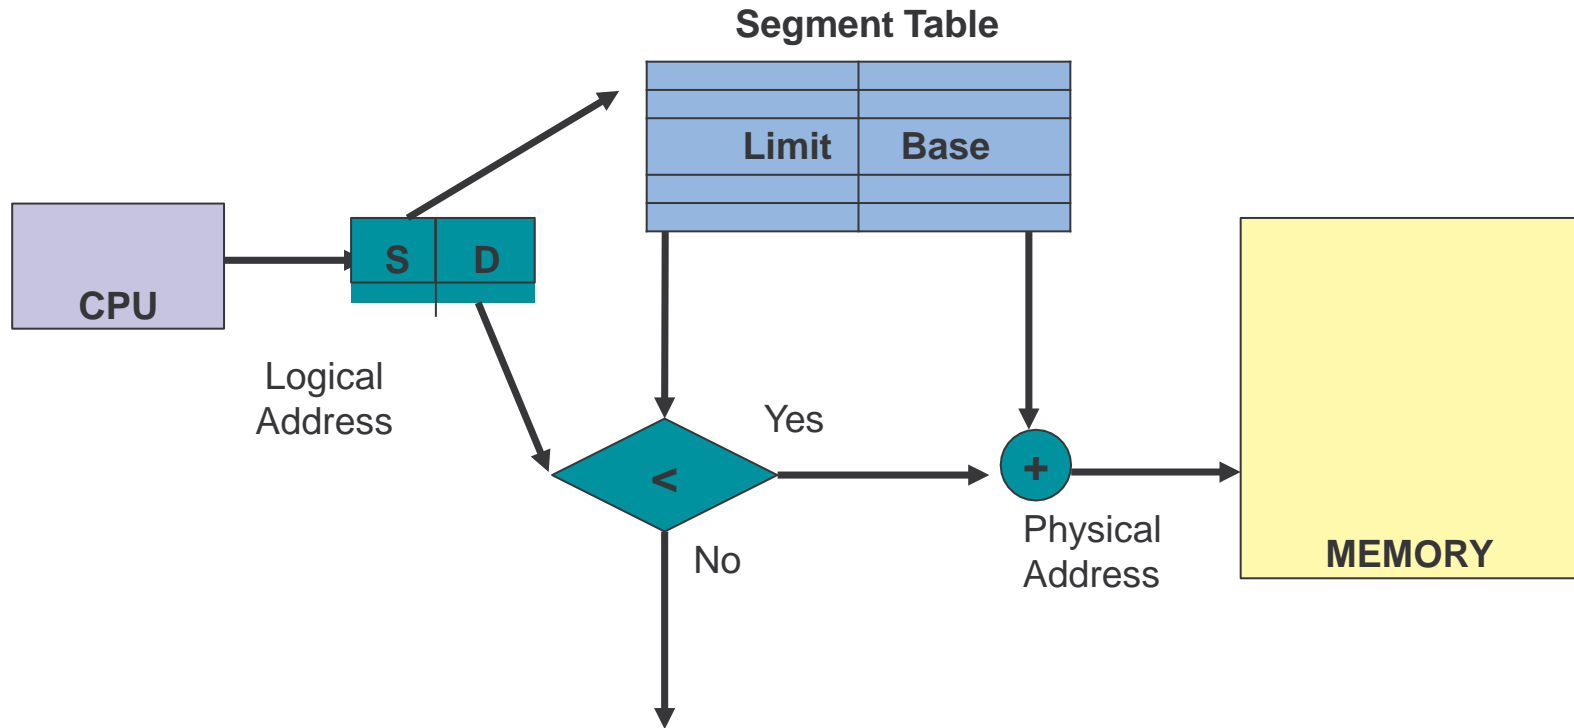 Segment Table
Limit Base
CPU
S D
Logical
Address
Yes
<
+
No
Physical
Address
MEMORY